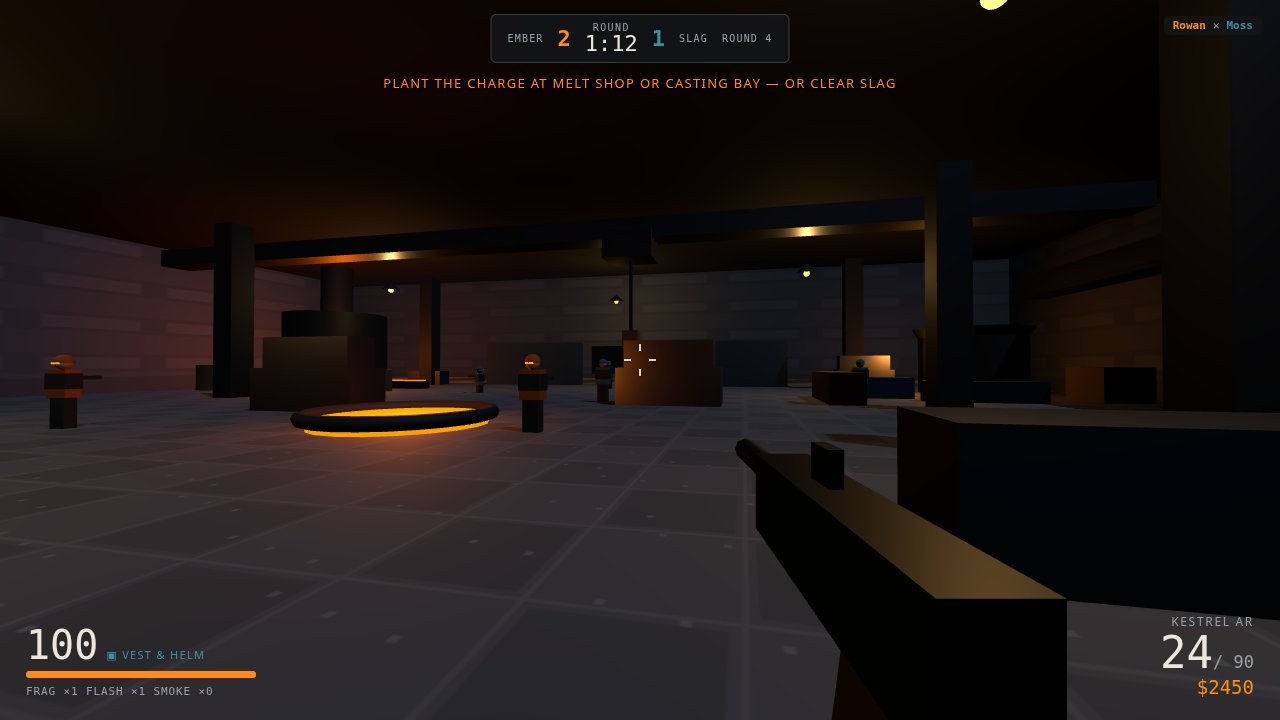 ROUND
EMBER 2 1:12 1 SLAG ROUND 4
Rowan × Moss
PLANT THE CHARGE AT MELT SHOP OR CASTING BAY — OR CLEAR SLAG
100 VEST & HELM
FRAG ×1 FLASH ×1 SMOKE ×0
KESTREL AR
24 / 90
$2450